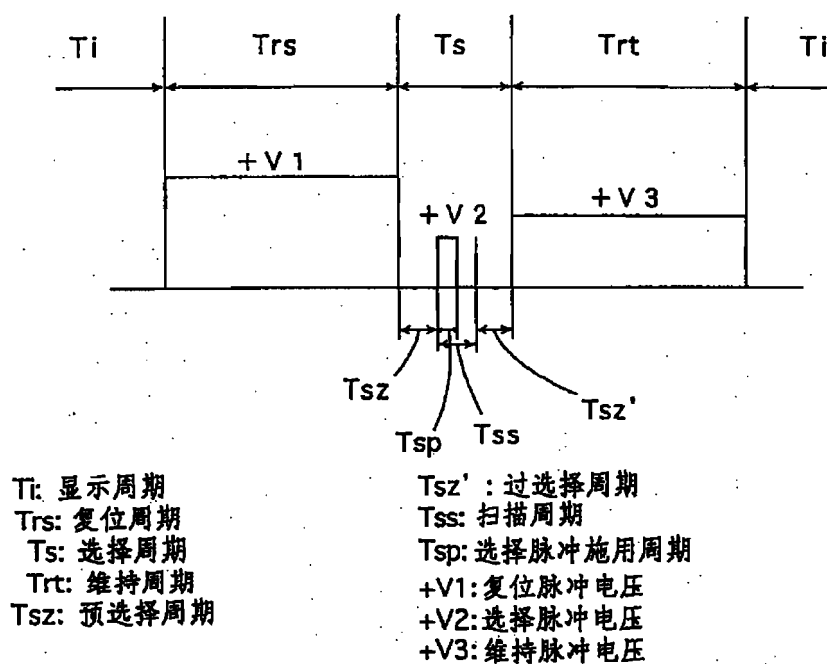 Ti Trs Ts Trt Ti
+V1
+V2
+V3
Tsz
Tsp
Tss
Tsz'
Ti: 显示周期
Trs: 复位周期
Ts: 选择周期
Trt: 维持周期
Tsz: 预选择周期
Tsz': 过选择周期
Tss: 扫描周期
Tsp: 选择脉冲施用周期
+V1: 复位脉冲电压
+V2: 选择脉冲电压
+V3: 维持脉冲电压